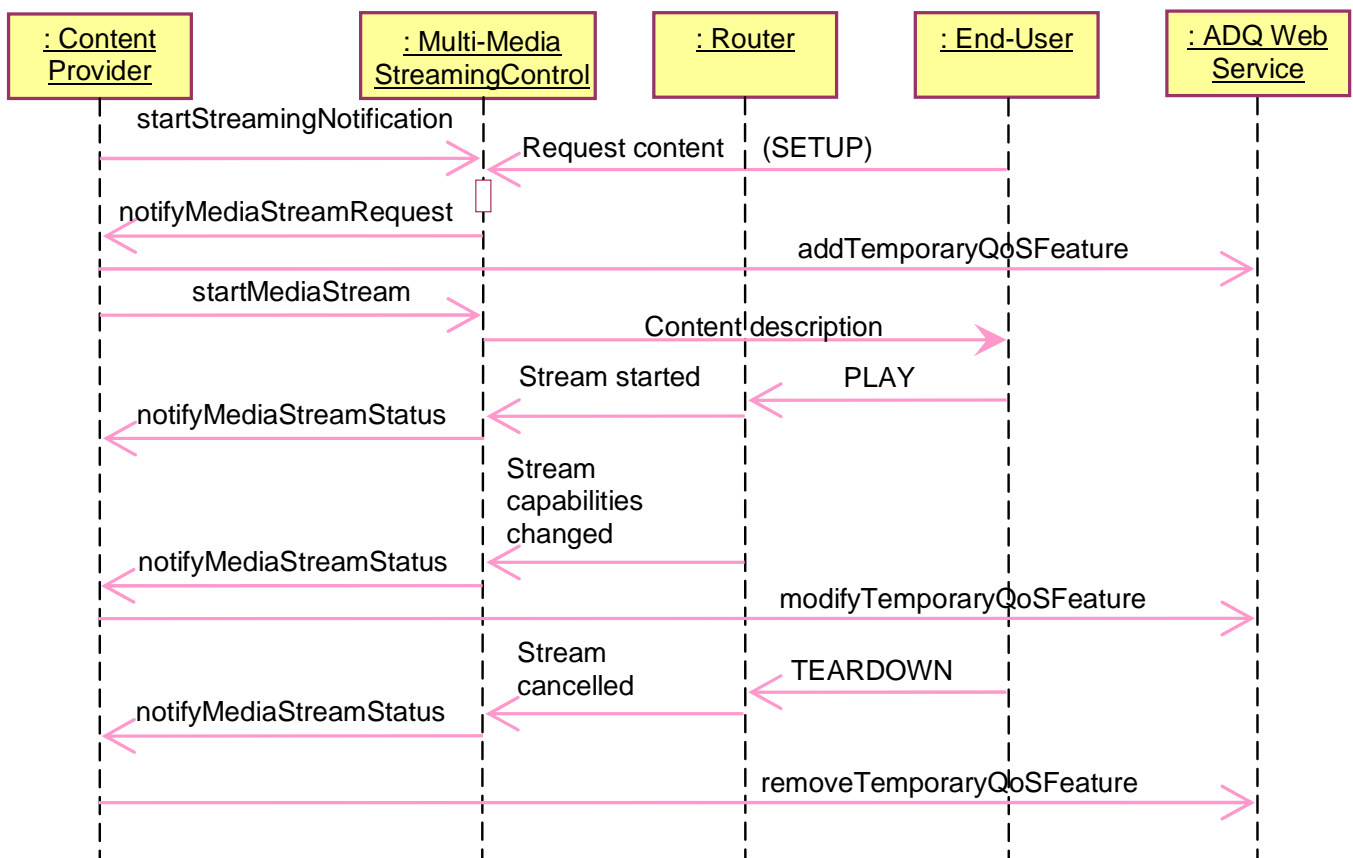 : Content
Provider
: Multi-Media
StreamingControl
: Router
: End-User
: ADQ Web
Service
startStreamingNotification
Request content (SETUP)
notifyMediaStreamRequest
addTemporaryQoSFeature
startMediaStream
Content description
Stream started
PLAY
notifyMediaStreamStatus
Stream
capabilities
changed
notifyMediaStreamStatus
modifyTemporaryQoSFeature
Stream
cancelled
TEARDOWN
notifyMediaStreamStatus
removeTemporaryQoSFeature